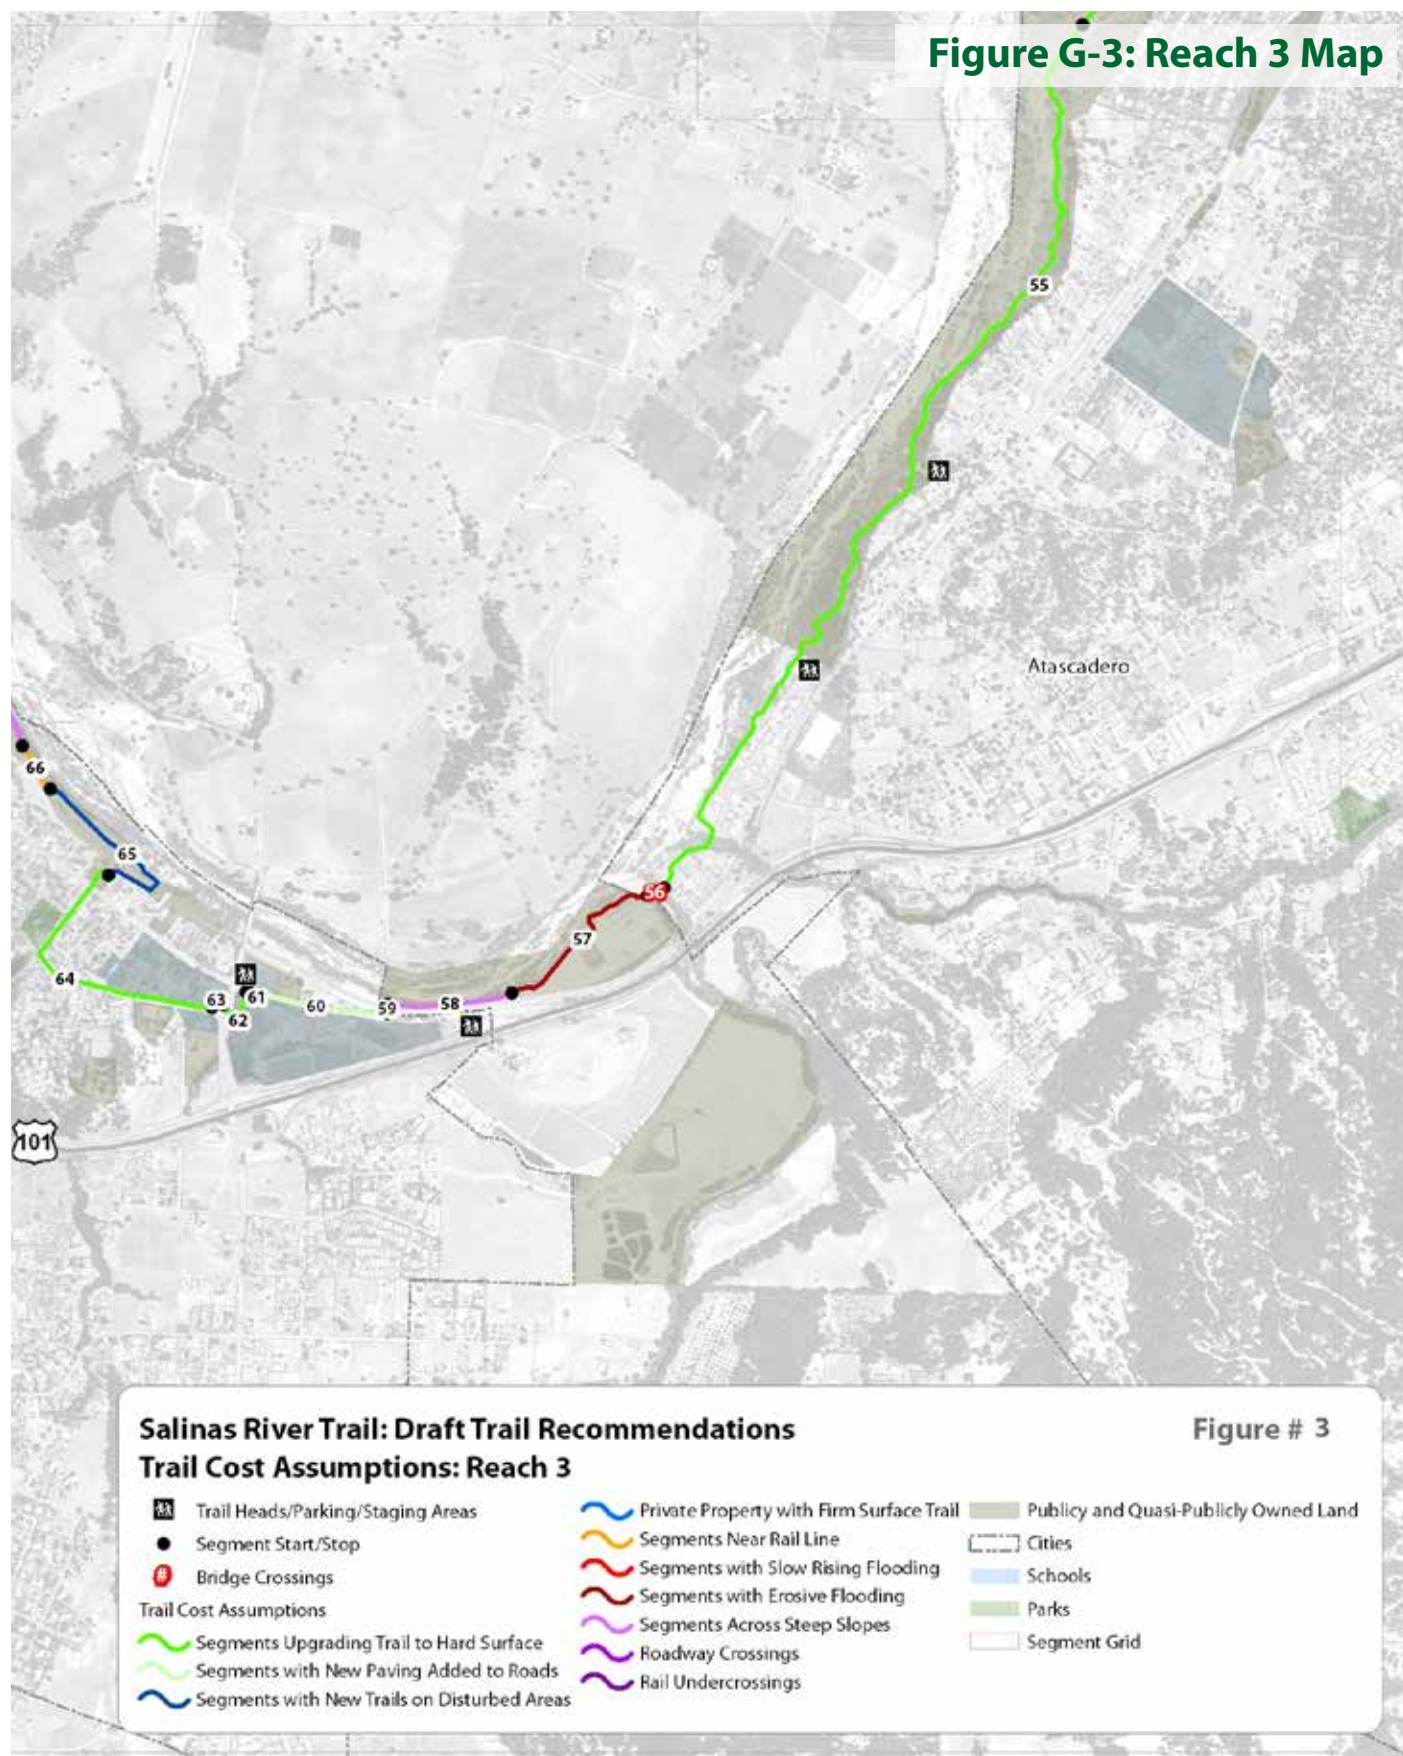 Figure G-3: Reach 3 Map
55
Atascadero
66
65
56
57
64
63
61
60
59
58
62
101
Salinas River Trail: Draft Trail Recommendations
Figure # 3
Trail Cost Assumptions: Reach 3
Trail Heads/Parking/Staging Areas
Segment Start/Stop
#
Bridge Crossings
Trail Cost Assumptions
Segments Upgrading Trail to Hard Surface
Segments with New Paving Added to Roads
Segments with New Trails on Disturbed Areas
Private Property with Firm Surface Trail
Segments Near Rail Line
Segments with Slow Rising Flooding
Segments with Erosive Flooding
Segments Across Steep Slopes
Roadway Crossings
Rail Undercrossings
Publicy and Quasi-Publicly Owned Land
Cities
Schools
Parks
Segment Grid